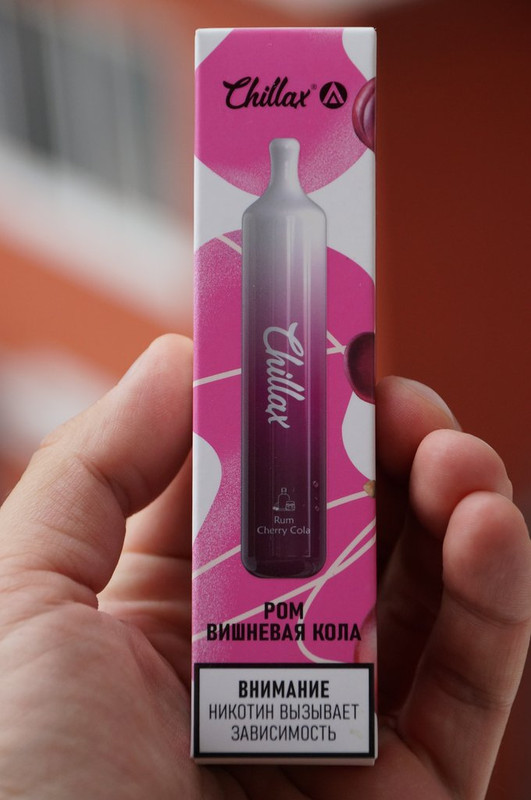 Chillax®
Chillax
Rum
Cherry Cola
РОМ
ВИШНЕВАЯ КОЛА
ВНИМАНИЕ
НИКОТИН ВЫЗЫВАЕТ
ЗАВИСИМОСТЬ